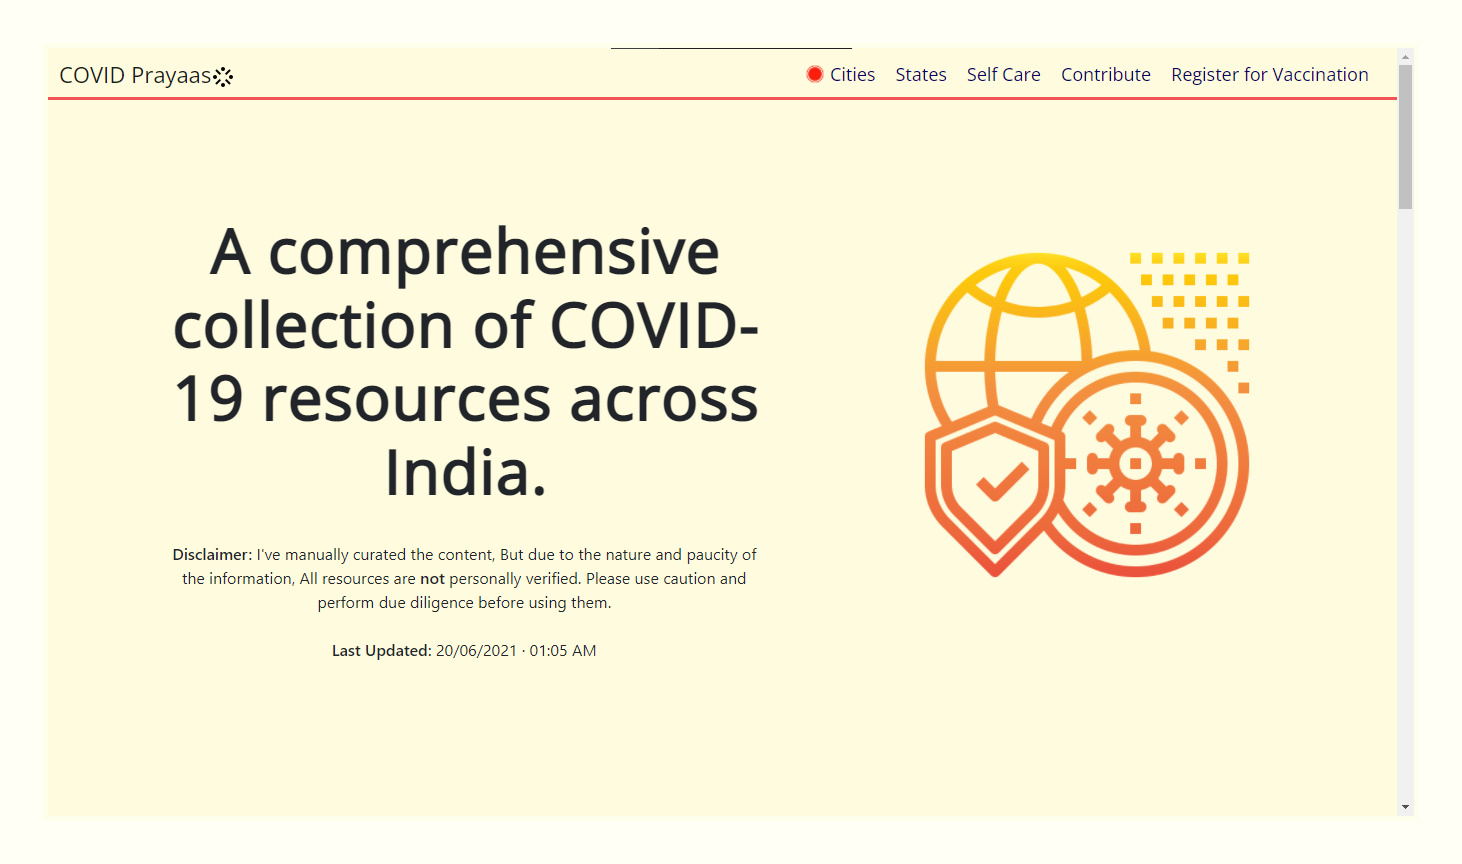 COVID Prayaas
Cities States Self Care Contribute Register for Vaccination
A comprehensive
collection of COVID-
19 resources across
India.
Disclaimer: I've manually curated the content, But due to the nature and paucity of
the information, All resources are not personally verified. Please use caution and
perform due diligence before using them.
Last Updated: 20/06/2021 · 01:05 AM